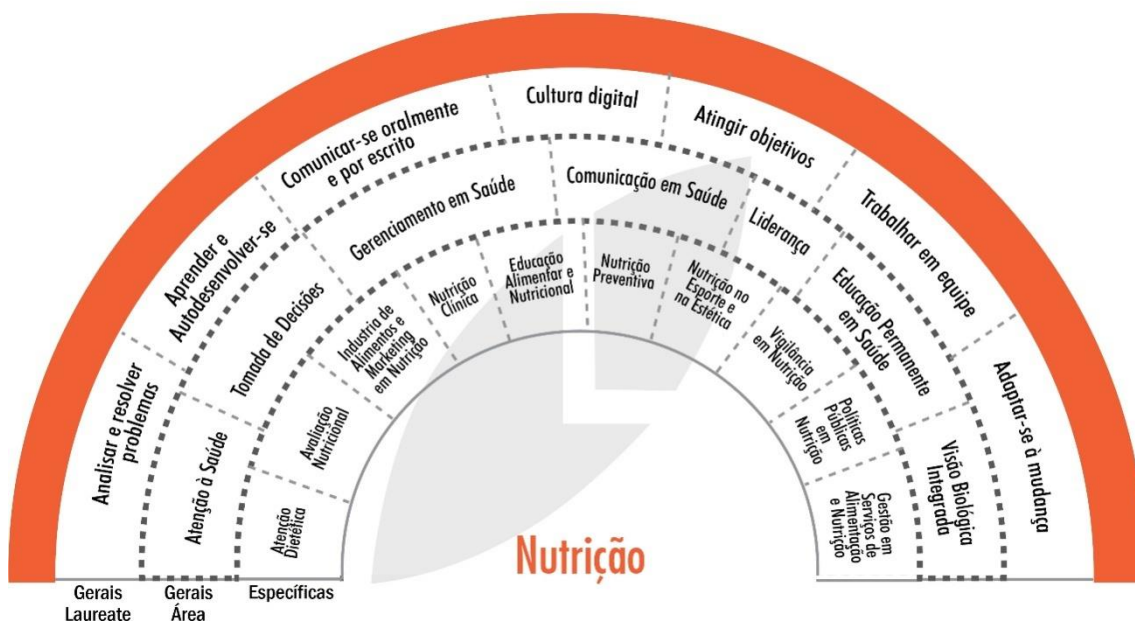 Analisar e resolver
problemas
Aprender e
Autodesenvolver-se
Comunicar-se oralmente
e por escrito
Cultura digital
Atingir objetivos
Trabalhar em equipe
Adaptar-se à mudança
Atenção à Saúde
Tomada de Decisões
Gerenciamento em Saúde
Comunicação em Saúde
Liderança
Educação Permanente
em Saúde
Visão Biológica
Integrada
Atenção
Dietética
Avaliação
Nutricional
Industria de
Alimentos e
Marketing
em Nutrição
Nutrição
Clínica
Educação
Alimentar e
Nutricional
Nutrição
Preventiva
Nutrição no
Esporte e
na Estética
Vigilância
em Nutrição
Políticas
Públicas
em
Nutrição
Gestão em
Serviços de
Alimentação
e Nutrição
Nutrição
Gerais
Laureate
Gerais
Área
Específicas